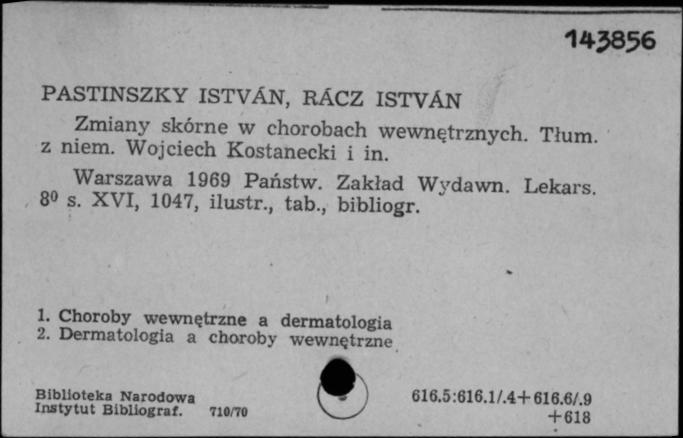 143856
PASTINSZKY ISTVÁN, RÁCZ ISTVÁN
Zmiany skórne w chorobach wewnętrznych. Tłum.
z niem. Wojciech Kostanecki i in.
Warszawa 1969 Państw. Zakład Wydawn. Lekars.
8⁰ s. XVI, 1047, ilustr., tab., bibliogr.
1. Choroby wewnętrzne a dermatologia
2. Dermatologia a choroby wewnętrzne
Biblioteka Narodowa
Instytut Bibliograf. 710/70
616.5:616.1/.4+616.6/.9
+618